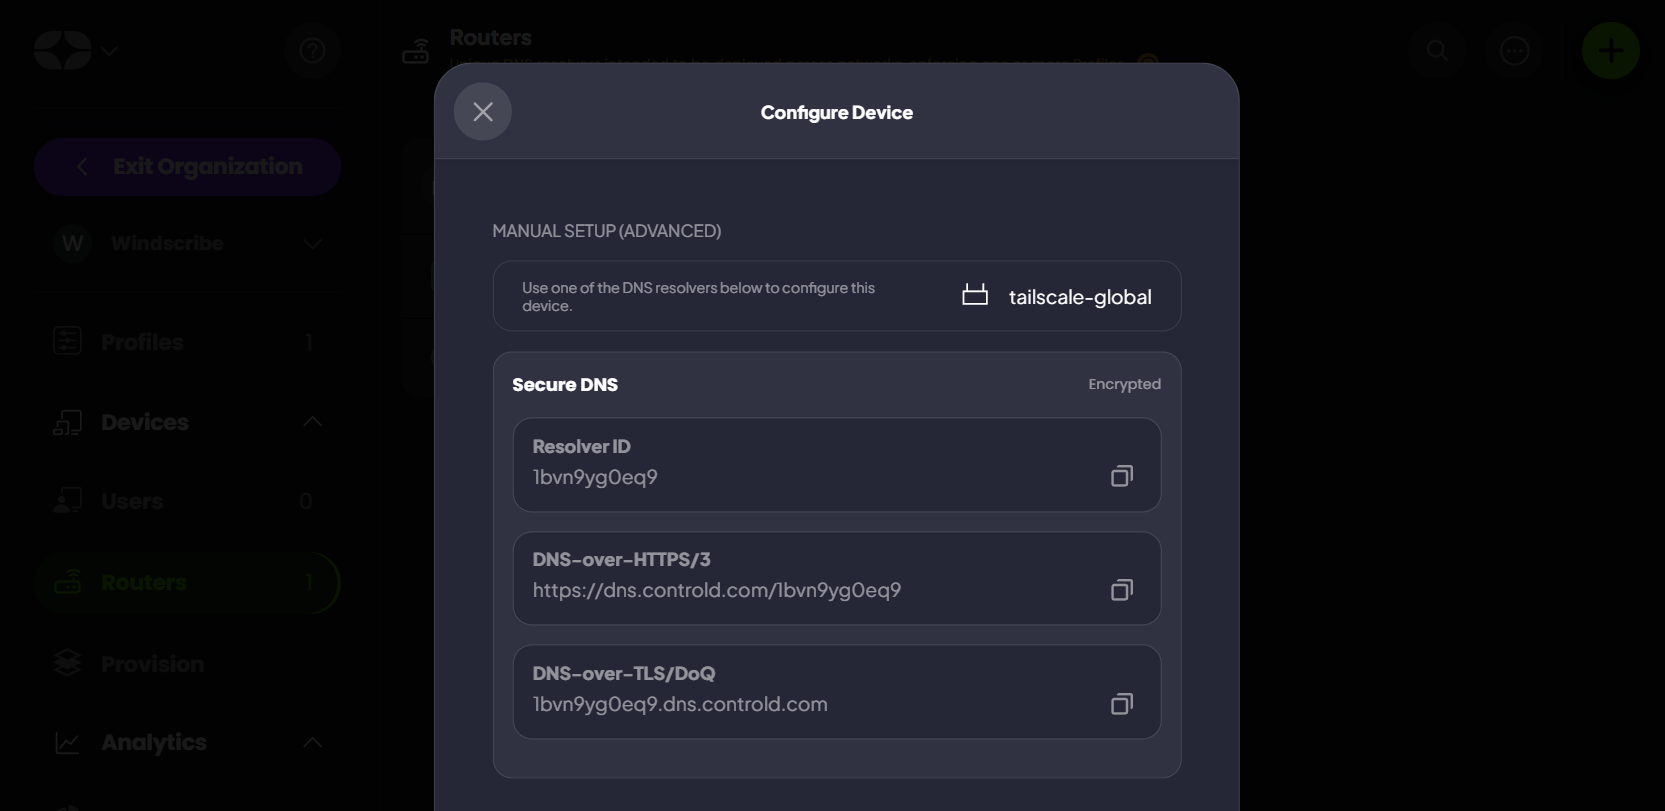 Routers
Exit Organization
W Windscribe
Profiles 1
Devices
Users 0
Routers 1
Provision
Analytics
Configure Device
MANUAL SETUP (ADVANCED)
Use one of the DNS resolvers below to configure this
device.
tailscale-global
Secure DNS
Encrypted
Resolver ID
1bvn9yg0eq9
DNS-over-HTTPS/3
https://dns.controld.com/1bvn9yg0eq9
DNS-over-TLS/DoQ
1bvn9yg0eq9.dns.controld.com